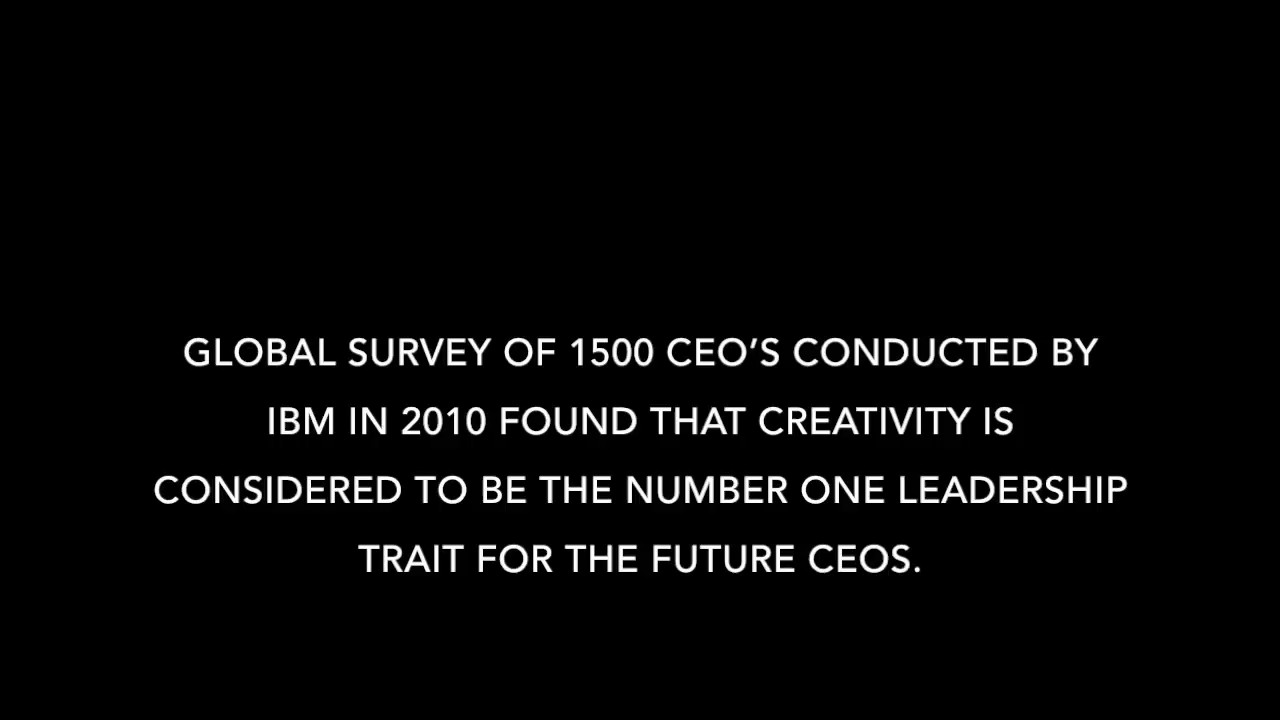 GLOBAL SURVEY OF 1500 CEO’S CONDUCTED BY
IBM IN 2010 FOUND THAT CREATIVITY IS
CONSIDERED TO BE THE NUMBER ONE LEADERSHIP
TRAIT FOR THE FUTURE CEOS.